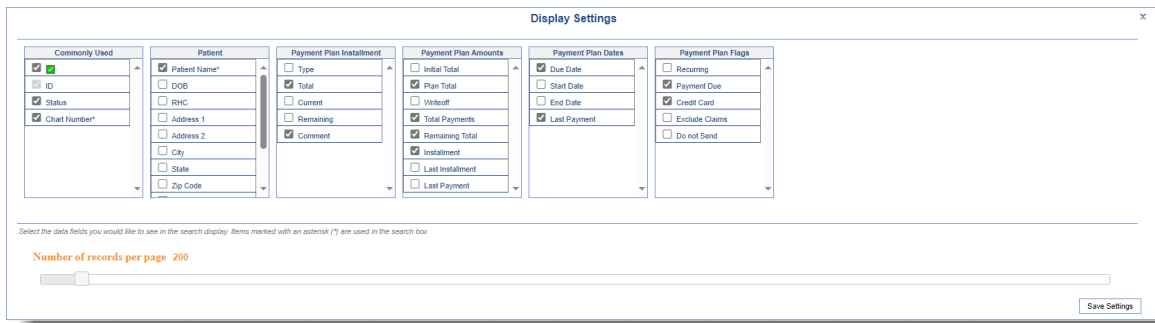 Display Settings
x
Commonly Used
ID
Status
Chart Number*
Patient
Patient Name*
DOB
RHC
Address 1
Address 2
City
State
Zip Code
Payment Plan Installment
Type
Total
Current
Remaining
Comment
Payment Plan Amounts
Initial Total
Plan Total
Writeoff
Total Payments
Remaining Total
Installment
Last Installment
Last Payment
Payment Plan Dates
Due Date
Start Date
End Date
Last Payment
Payment Plan Flags
Recurring
Payment Due
Credit Card
Exclude Claims
Do not Send
Select the data fields you would like to see in the search display. Items marked with an asterisk (*) are used in the search box
Number of records per page 200
Save Settings